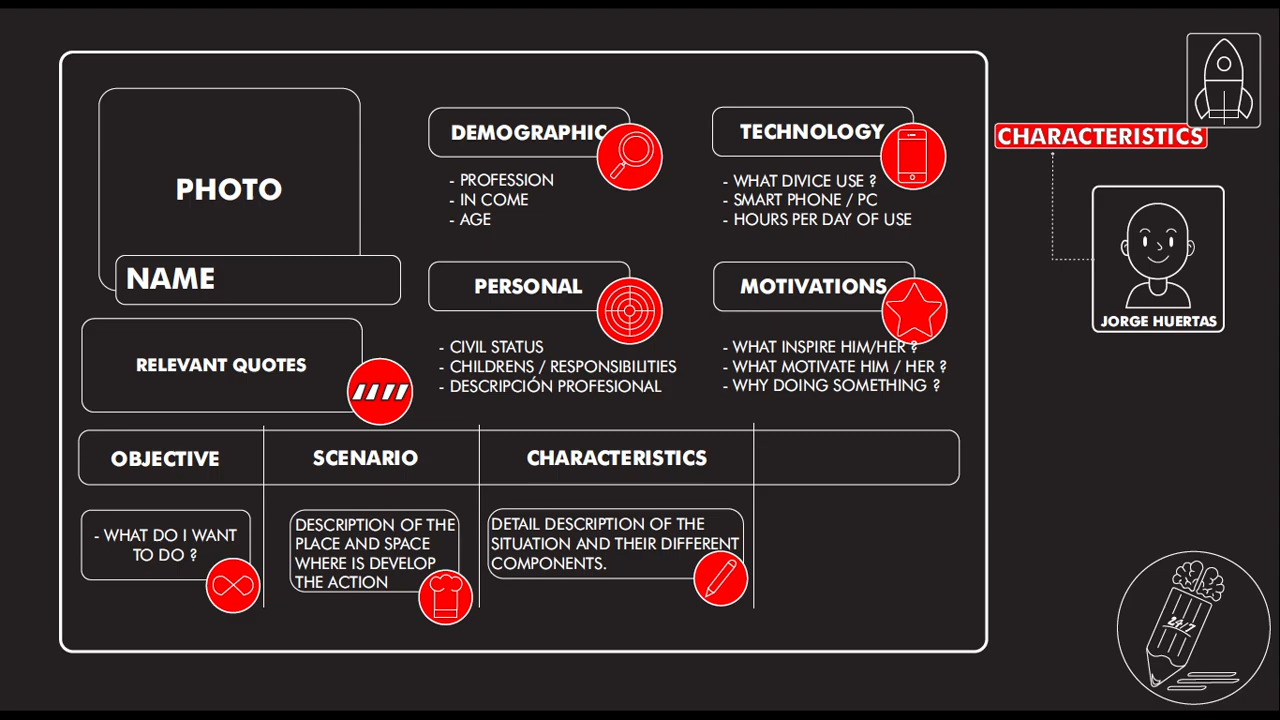 PHOTO
NAME
RELEVANT QUOTES
DEMOGRAPHIC
- PROFESSION
- IN COME
- AGE
TECHNOLOGY
- WHAT DIVICE USE ?
- SMART PHONE / PC
- HOURS PER DAY OF USE
PERSONAL
- CIVIL STATUS
- CHILDRENS / RESPONSIBILITIES
- DESCRIPCIÓN PROFESIONAL
MOTIVATIONS
- WHAT INSPIRE HIM/HER ?
- WHAT MOTIVATE HIM / HER ?
- WHY DOING SOMETHING ?
OBJECTIVE
SCENARIO
CHARACTERISTICS
- WHAT DO I WANT
TO DO ?
DESCRIPTION OF THE
PLACE AND SPACE
WHERE IS DEVELOP
THE ACTION
DETAIL DESCRIPTION OF THE
SITUATION AND THEIR DIFFERENT
COMPONENTS.
CHARACTERISTICS
JORGE HUERTAS
24/7